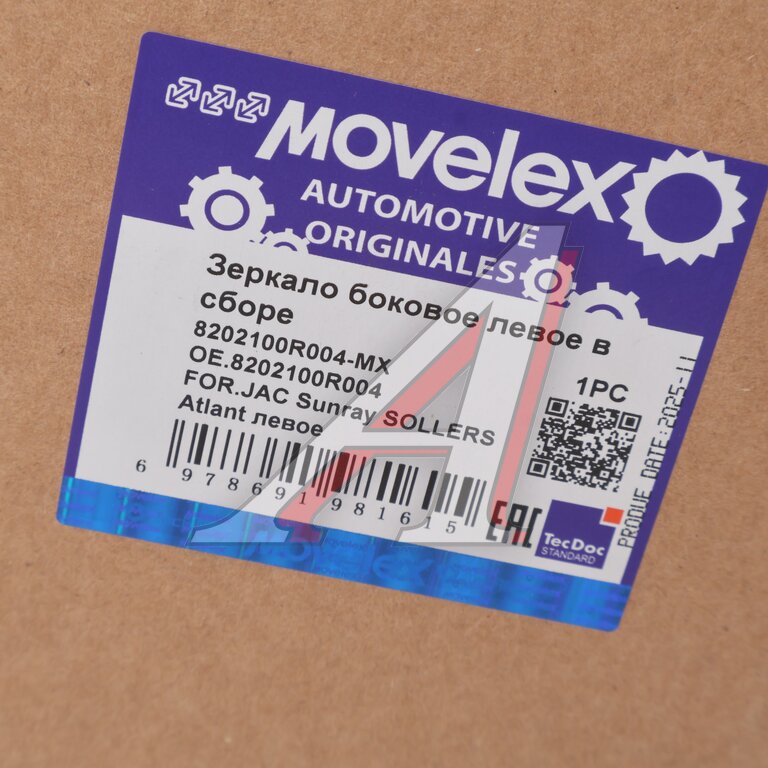 MOVELEX
AUTOMOTIVE
ORIGINALES
Зеркало боковое левое в
сборе
8202100R004-MX
OE.8202100R004
FOR.JAC Sunray SOLLERS
Atlant левое
1PC
6 978691 981615
EAC
TecDoc
STANDARD
PRODUE DATE:2025-11